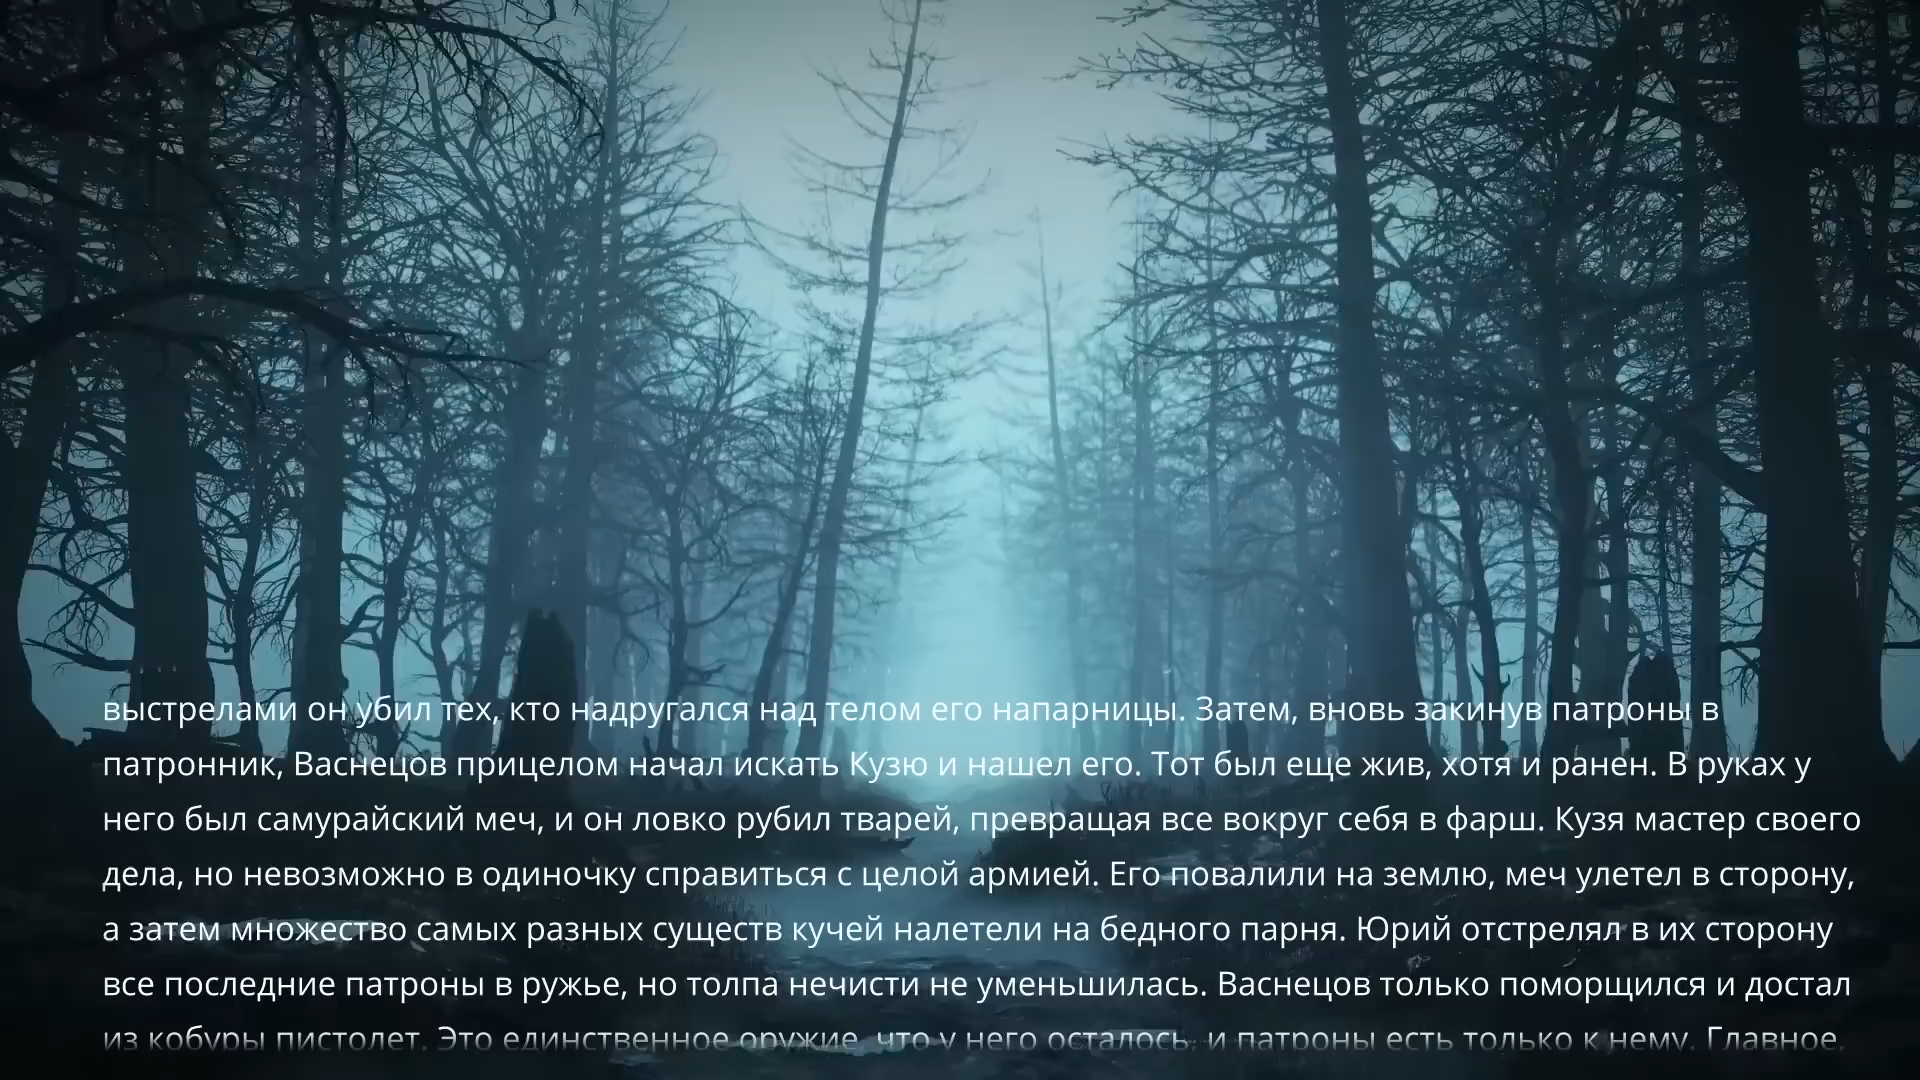 выстрелами он убил тех, кто надругался над телом его напарницы. Затем, вновь закинув патроны в
патронник, Васнецов прицелом начал искать Кузю и нашел его. Тот был еще жив, хотя и ранен. В руках у
него был самурайский меч, и он ловко рубил тварей, превращая все вокруг себя в фарш. Кузя мастер своего
дела, но невозможно в одиночку справиться с целой армией. Его повалили на землю, меч улетел в сторону,
а затем множество самых разных существ кучей налетели на бедного парня. Юрий отстрелял в их сторону
все последние патроны в ружье, но толпа нечисти не уменьшилась. Васнецов только поморщился и достал
из кобуры пистолет. Это единственное оружие, что у него осталось, и патроны есть только к нему. Главное,